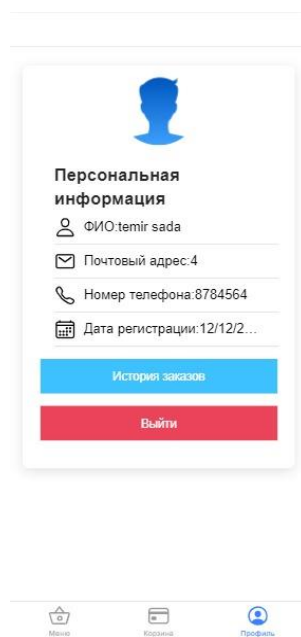 Персональная
информация
ФИО:temir sada
Почтовый адрес:4
Номер телефона:8784564
Дата регистрации:12/12/2...
История заказов
Выйти
Меню
Корзина
Профиль